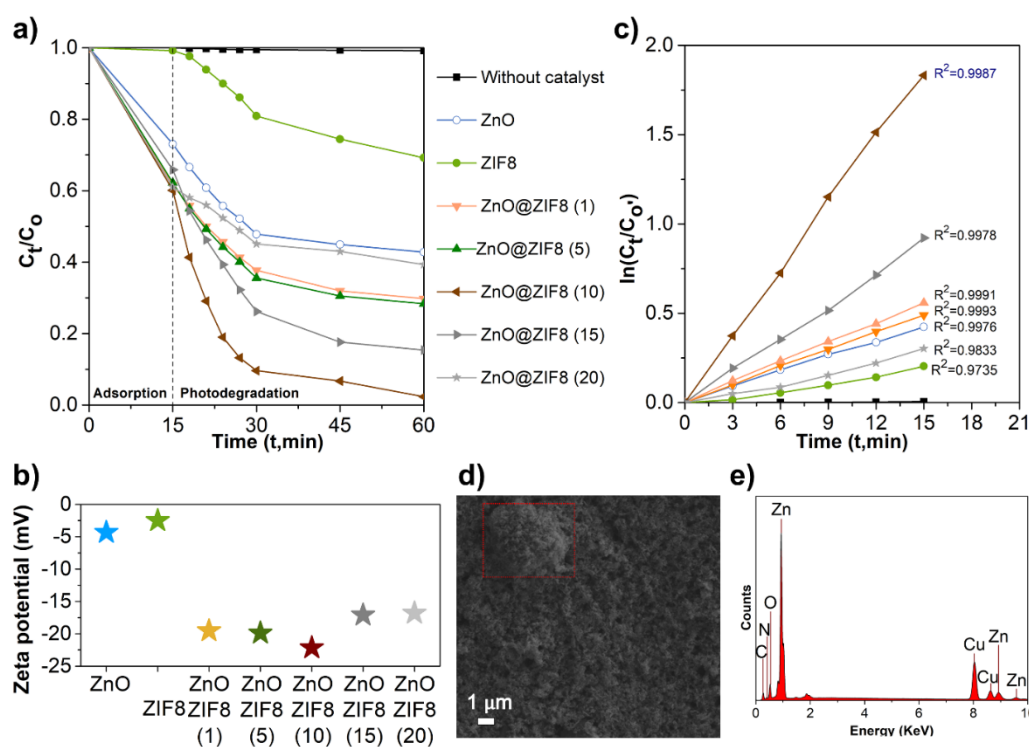 a)
1.0
0.8
0.6
0.4
0.2
0.0
Cₜ/Cₒ
Adsorption
Photodegradation
0
15
30
45
60
Time (t,min)
Without catalyst
ZnO
ZIF8
ZnO@ZIF8 (1)
ZnO@ZIF8 (5)
ZnO@ZIF8 (10)
ZnO@ZIF8 (15)
ZnO@ZIF8 (20)
c)
2.0
1.5
1.0
0.5
0.0
ln(Cₜ/Cₒ')
R²=0.9987
R²=0.9978
R²=0.9991
R²=0.9993
R²=0.9976
R²=0.9833
R²=0.9735
0 3 6 9 12 15 18 21
Time (t,min)
b)
0
-5
-10
-15
-20
-25
Zeta potential (mV)
ZnO
ZIF8
ZnO
ZIF8
(1)
ZnO
ZIF8
(5)
ZnO
ZIF8
(10)
ZnO
ZIF8
(15)
ZnO
ZIF8
(20)
d)
1 μm
e)
Counts
Zn
O
N
C
Cu
Zn
Cu
Zn
0 2 4 6 8 10
Energy (KeV)